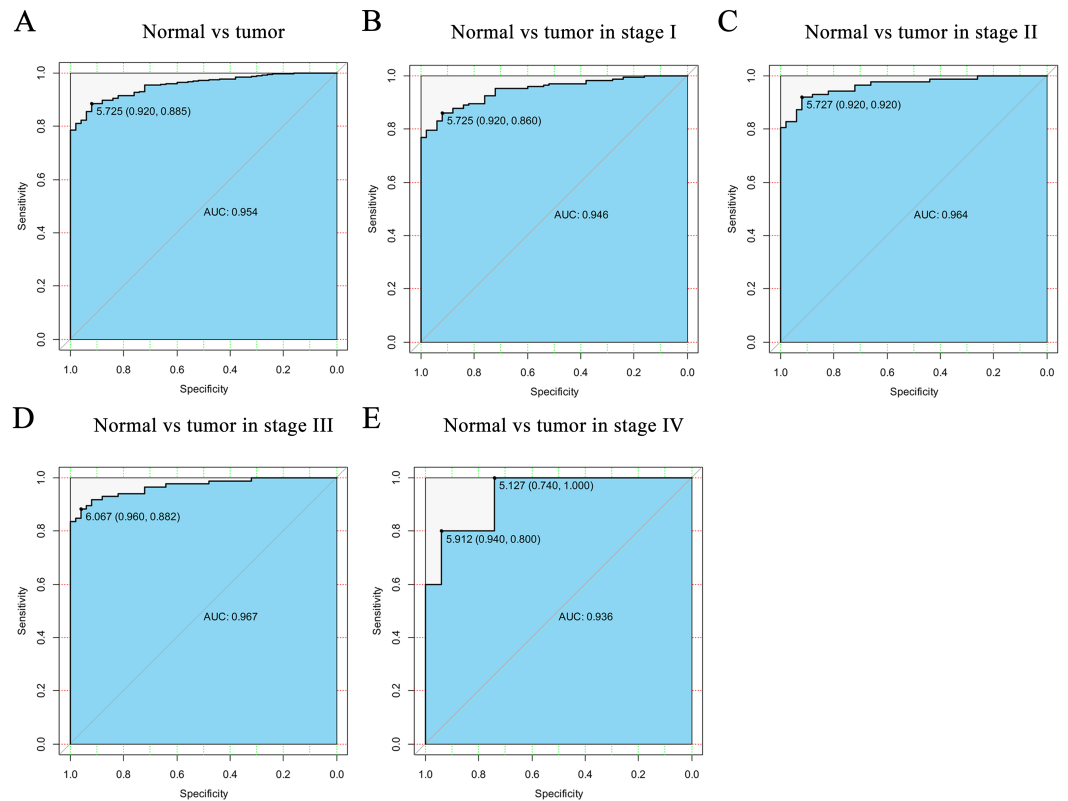 A
Normal vs tumor
1.0
0.8
0.6
0.4
0.2
0.0
Sensitivity
5.725 (0.920, 0.885)
AUC: 0.954
1.0 0.8 0.6 0.4 0.2 0.0
Specificity
B
Normal vs tumor in stage I
1.0
0.8
0.6
0.4
0.2
0.0
Sensitivity
5.725 (0.920, 0.860)
AUC: 0.946
1.0 0.8 0.6 0.4 0.2 0.0
Specificity
C
Normal vs tumor in stage II
1.0
0.8
0.6
0.4
0.2
0.0
Sensitivity
5.727 (0.920, 0.920)
AUC: 0.964
1.0 0.8 0.6 0.4 0.2 0.0
Specificity
D
Normal vs tumor in stage III
1.0
0.8
0.6
0.4
0.2
0.0
Sensitivity
6.067 (0.960, 0.882)
AUC: 0.967
1.0 0.8 0.6 0.4 0.2 0.0
Specificity
E
Normal vs tumor in stage IV
1.0
0.8
0.6
0.4
0.2
0.0
Sensitivity
5.127 (0.740, 1.000)
5.912 (0.940, 0.800)
AUC: 0.936
1.0 0.8 0.6 0.4 0.2 0.0
Specificity